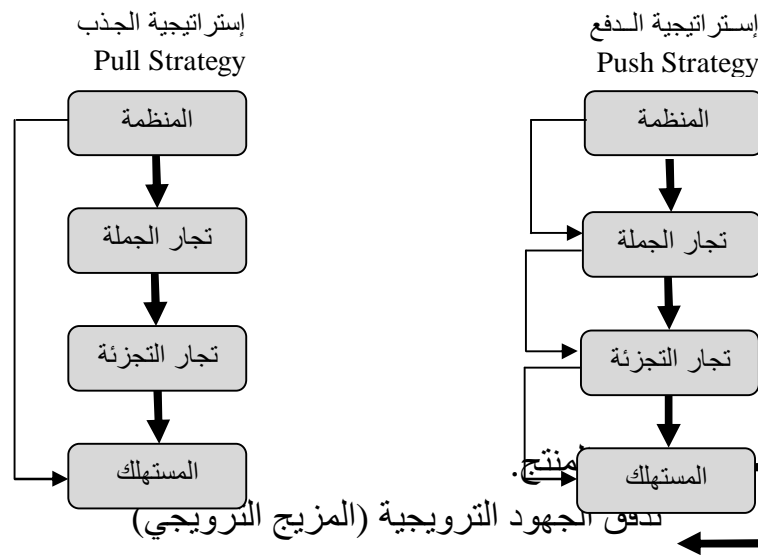 إستراتيجية الدفع
Push Strategy
المنظمة
تجار الجملة
تجار التجزئة
المستهلك
إستراتيجية الجذب
Pull Strategy
المنظمة
تجار الجملة
تجار التجزئة
المستهلك
المنتج.
تدفق الجهود الترويجية (المزيج الترويجي)